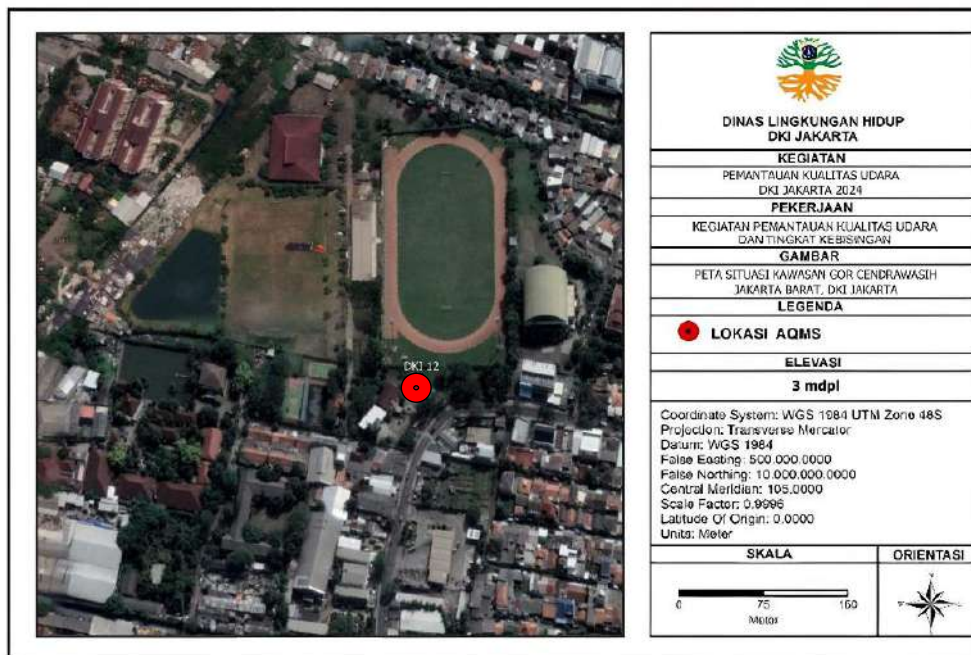 DKI 12
DINAS LINGKUNGAN HIDUP
DKI JAKARTA
KEGIATAN
PEMANTAUAN KUALITAS UDARA
DKI JAKARTA 2024
PEKERJAAN
KEGIATAN PEMANTAUAN KUALITAS UDARA
DAN TINGKAT KEBISINGAN
GAMBAR
PETA SITUASI KAWASAN GOR CENDRAWASIH
JAKARTA BARAT, DKI JAKARTA
LEGENDA
LOKASI AQMS
ELEVASI
3 mdpl
Coordinate System: WGS 1984 UTM Zone 48S
Projection: Transverse Mercator
Datum: WGS 1984
False Easting: 500.000.0000
False Northing: 10.000.000.0000
Central Meridian: 105.0000
Scale Factor: 0.9996
Latitude Of Origin: 0.0000
Units: Meter
SKALA
ORIENTASI
0 75 150
Meter